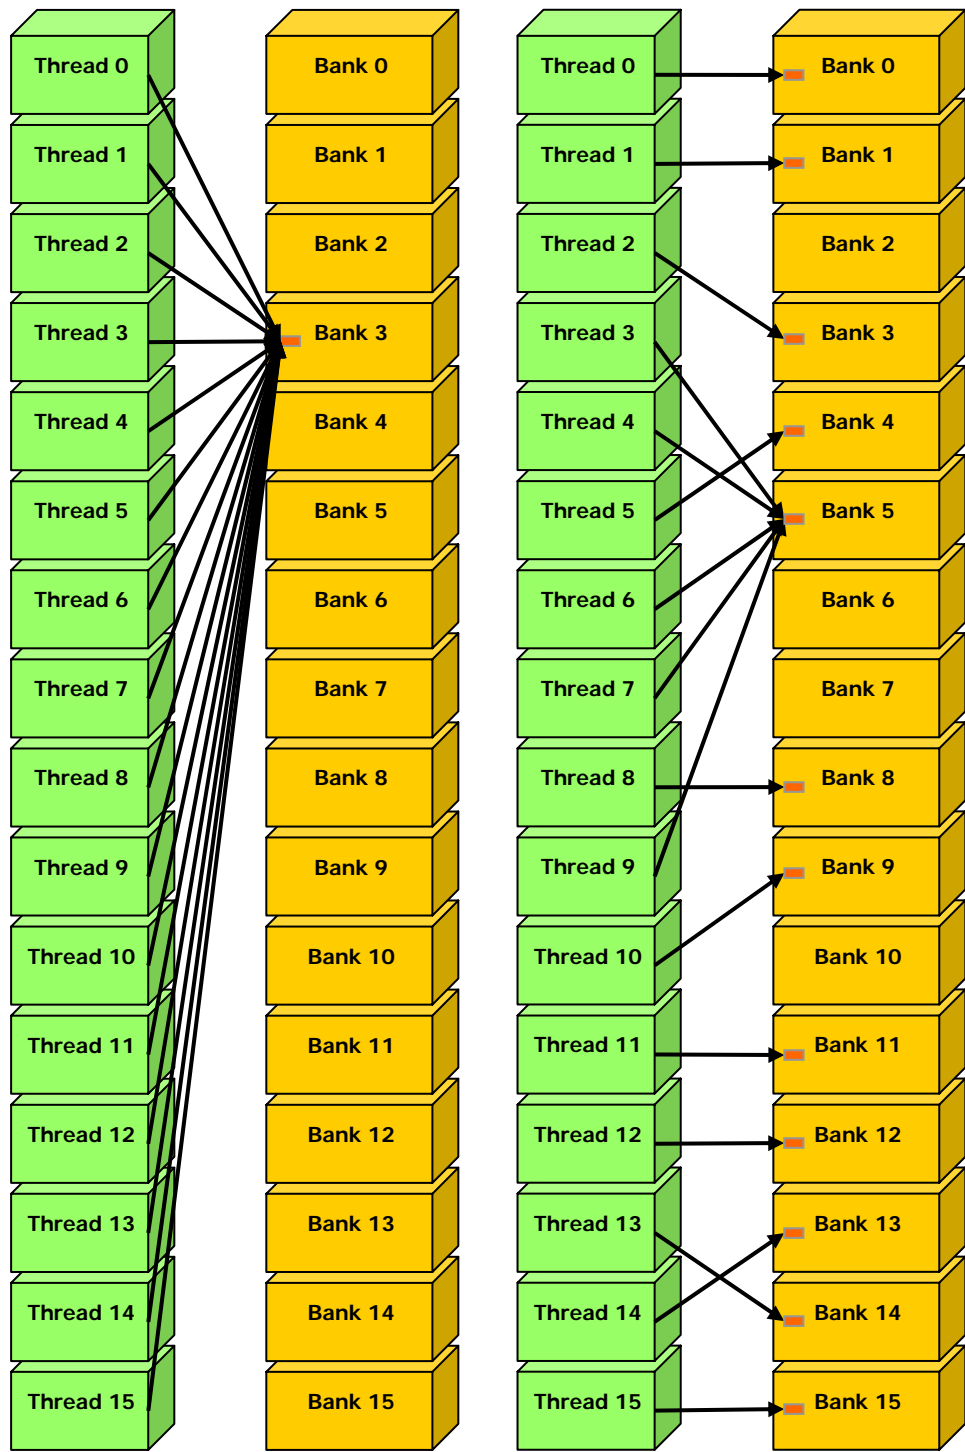 Thread 0 Bank 0 Thread 0 Bank 0
Thread 1 Bank 1 Thread 1 Bank 1
Thread 2 Bank 2 Thread 2 Bank 2
Thread 3 Bank 3 Thread 3 Bank 3
Thread 4 Bank 4 Thread 4 Bank 4
Thread 5 Bank 5 Thread 5 Bank 5
Thread 6 Bank 6 Thread 6 Bank 6
Thread 7 Bank 7 Thread 7 Bank 7
Thread 8 Bank 8 Thread 8 Bank 8
Thread 9 Bank 9 Thread 9 Bank 9
Thread 10 Bank 10 Thread 10 Bank 10
Thread 11 Bank 11 Thread 11 Bank 11
Thread 12 Bank 12 Thread 12 Bank 12
Thread 13 Bank 13 Thread 13 Bank 13
Thread 14 Bank 14 Thread 14 Bank 14
Thread 15 Bank 15 Thread 15 Bank 15